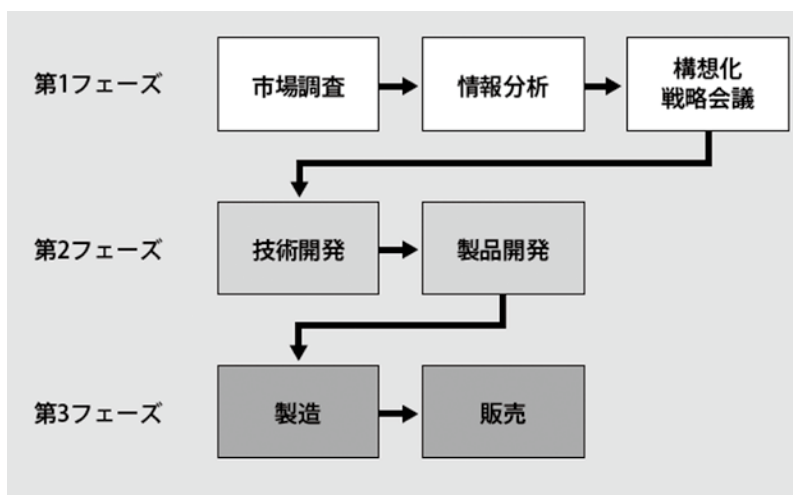 第1フェーズ
市場調査
情報分析
構想化
戦略会議
第2フェーズ
技術開発
製品開発
第3フェーズ
製造
販売